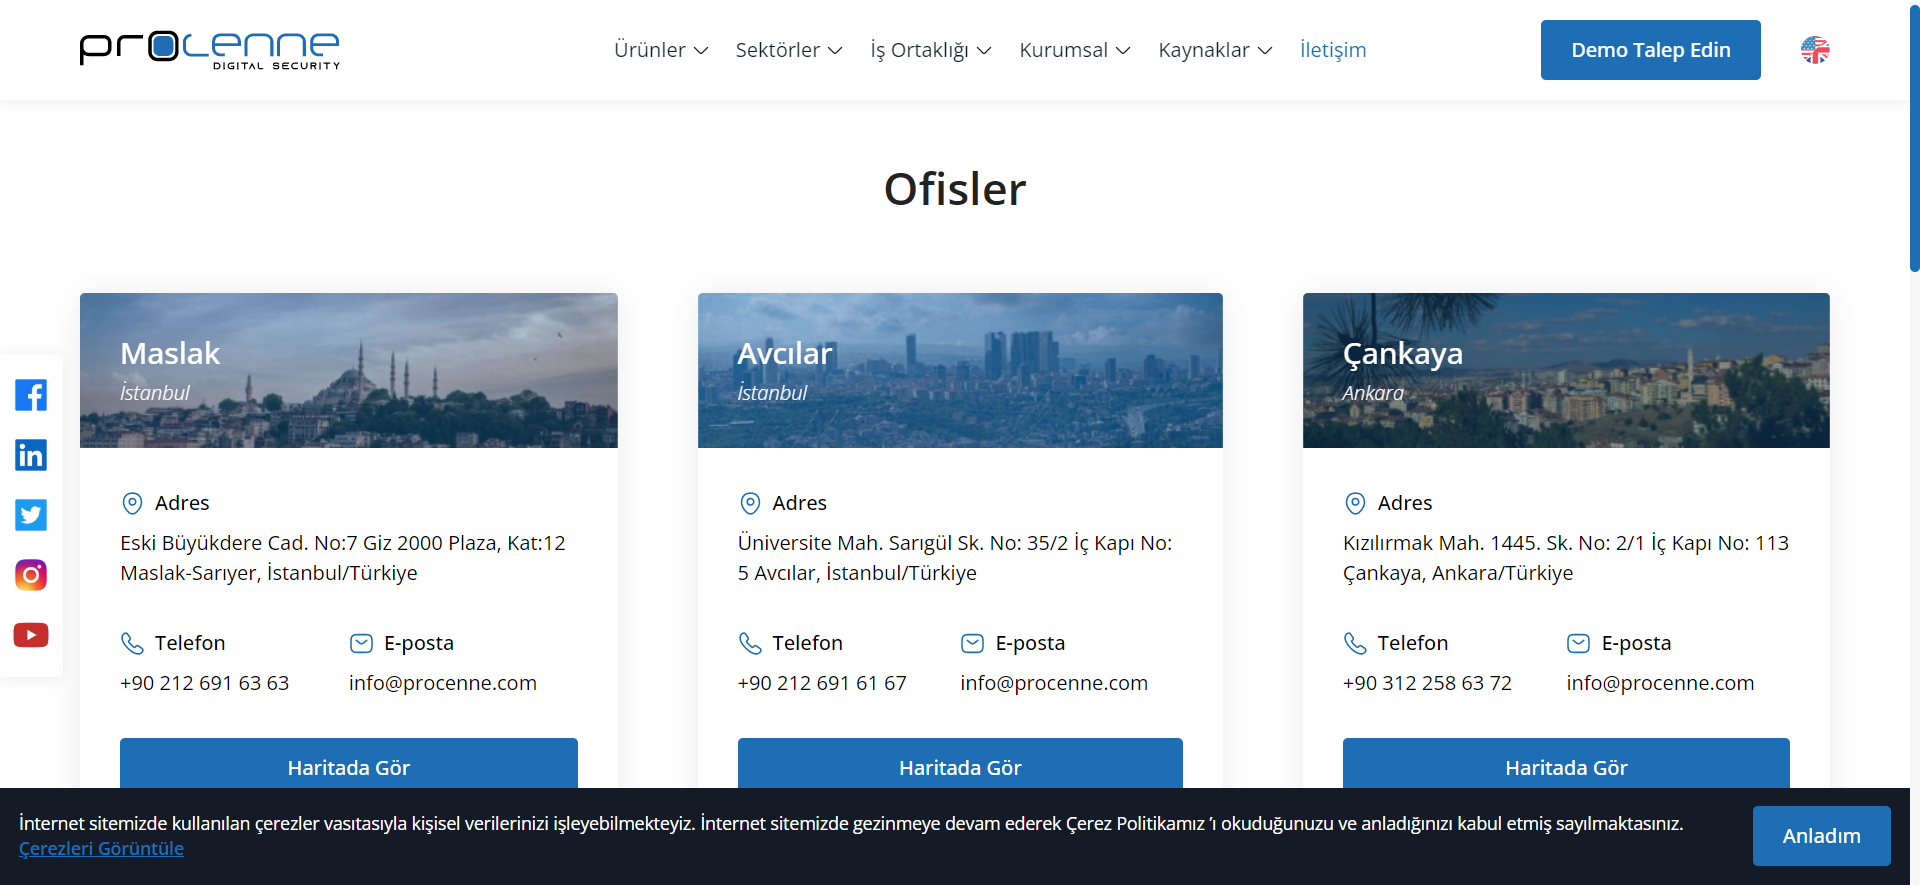 procenne
DIGITAL SECURITY
Ürünler
Sektörler
İş Ortaklığı
Kurumsal
Kaynaklar
İletişim
Demo Talep Edin
Ofisler
Maslak
İstanbul
Adres
Eski Büyükdere Cad. No:7 Giz 2000 Plaza, Kat:12
Maslak-Sarıyer, İstanbul/Türkiye
Telefon
+90 212 691 63 63
E-posta
info@procenne.com
Haritada Gör
Avcılar
İstanbul
Adres
Üniversite Mah. Sarıgül Sk. No: 35/2 İç Kapı No:
5 Avcılar, İstanbul/Türkiye
Telefon
+90 212 691 61 67
E-posta
info@procenne.com
Haritada Gör
Çankaya
Ankara
Adres
Kızılırmak Mah. 1445. Sk. No: 2/1 İç Kapı No: 113
Çankaya, Ankara/Türkiye
Telefon
+90 312 258 63 72
E-posta
info@procenne.com
Haritada Gör
İnternet sitemizde kullanılan çerezler vasıtasıyla kişisel verilerinizi işleyebilmekteyiz. İnternet sitemizde gezinmeye devam ederek Çerez Politikamız ’ı okuduğunuzu ve anladığınızı kabul etmiş sayılmaktasınız.
Çerezleri Görüntüle
Anladım